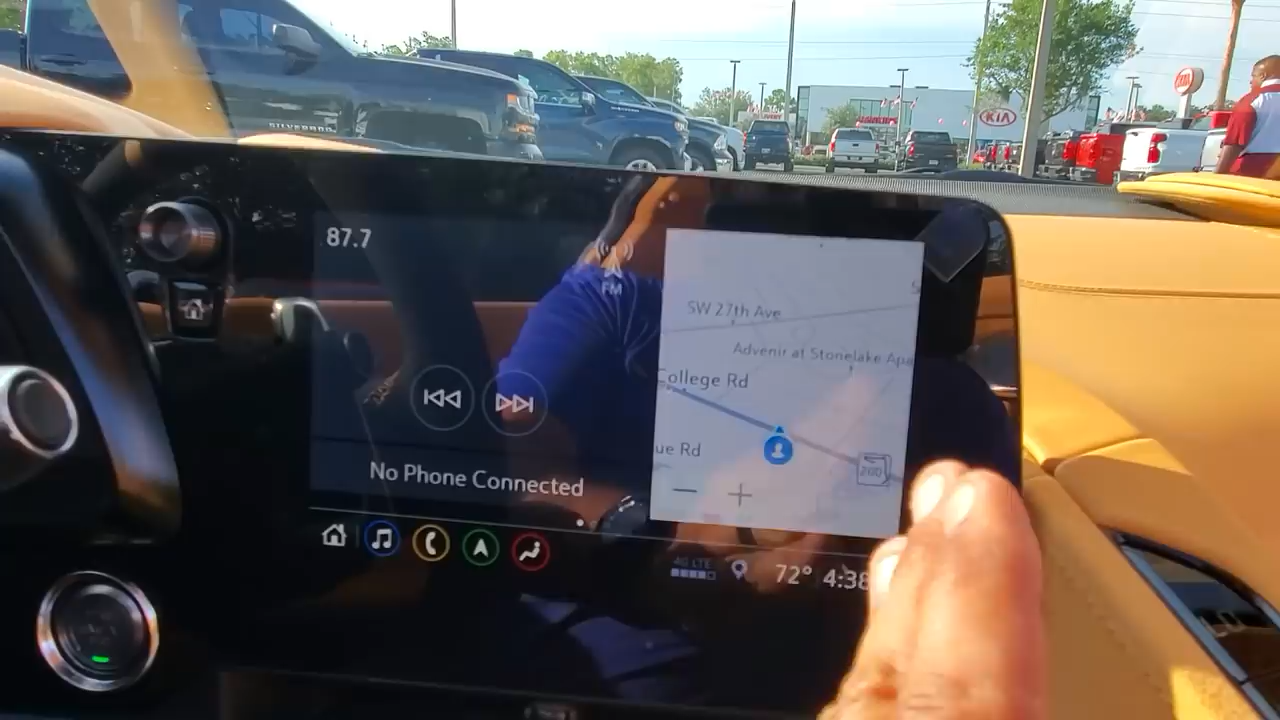 SILVERADO
KIA
87.7
FM
SW 27th Ave
Advenir at Stonelake Apa
College Rd
ue Rd
200
No Phone Connected
4G LTE
72° 4:38